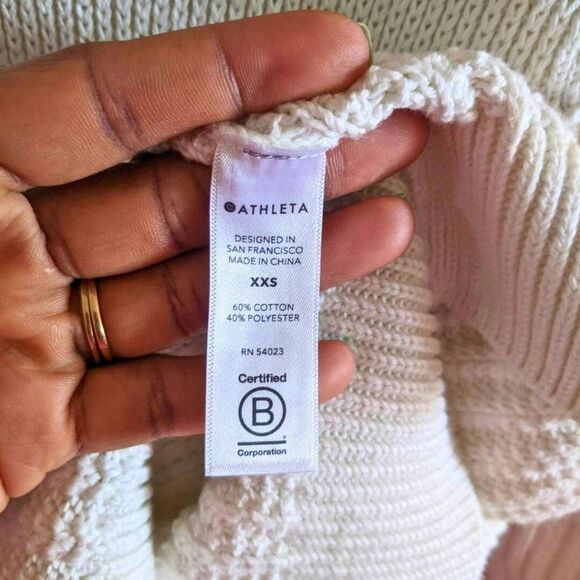 ATHLETA
DESIGNED IN
SAN FRANCISCO
MADE IN CHINA
XXS
60% COTTON
40% POLYESTER
RN 54023
Certified
B
Corporation